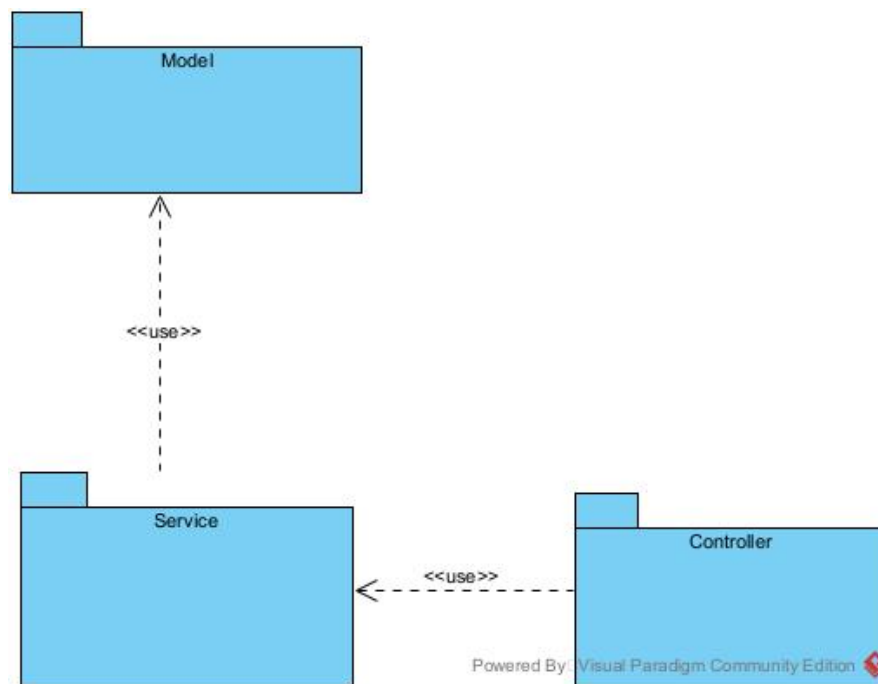 Model
<<use>>
Service
<<use>>
Controller
Powered By Visual Paradigm Community Edition